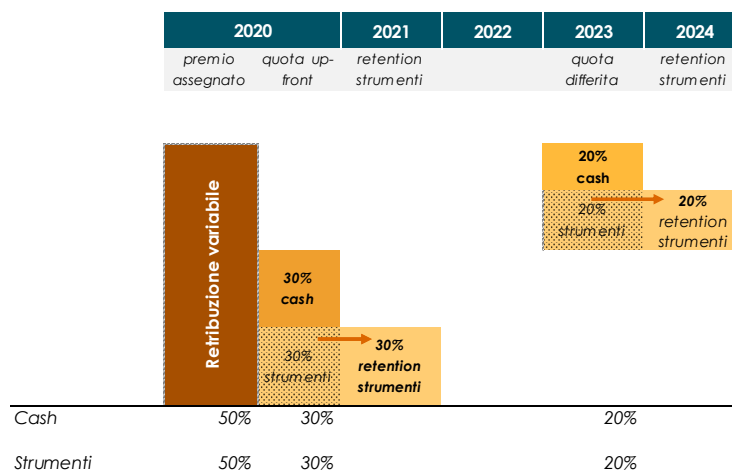 2020 2021 2022 2023 2024
premio quota up- retention quota retention
assegnato front strumenti differita strumenti
Retribuzione variabile
20%
cash
20%
strumenti
20%
retention
strumenti
30%
cash
30%
strumenti
30%
retention
strumenti
Cash 50% 30% 20%
Strumenti 50% 30% 20%